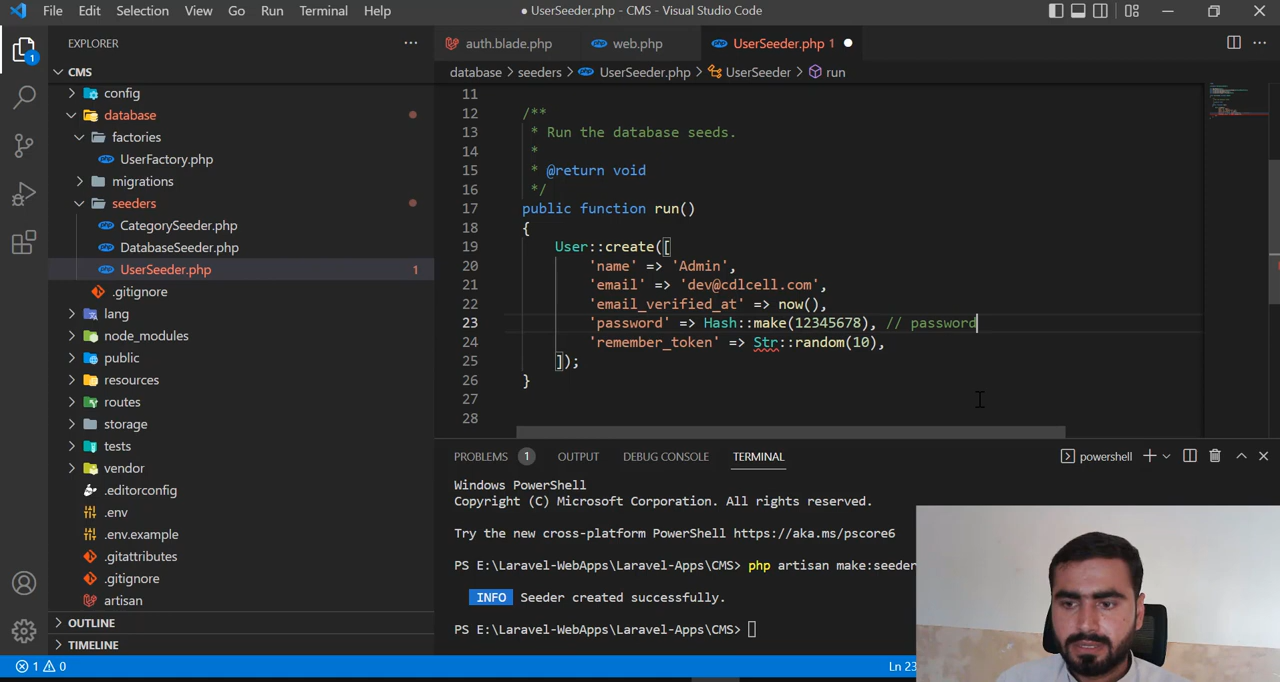 File Edit Selection View Go Run Terminal Help
● UserSeeder.php - CMS - Visual Studio Code
EXPLORER
1
CMS
config
database
factories
UserFactory.php
migrations
seeders
CategorySeeder.php
DatabaseSeeder.php
UserSeeder.php 1
.gitignore
lang
node_modules
public
resources
routes
storage
tests
vendor
.editorconfig
.env
.env.example
.gitattributes
.gitignore
artisan
OUTLINE
TIMELINE
auth.blade.php web.php UserSeeder.php 1 ●
database > seeders > UserSeeder.php > UserSeeder > run
11
12 /**
13 * Run the database seeds.
14 *
15 * @return void
16 */
17 public function run()
18 {
19 User::create([
20 'name' => 'Admin',
21 'email' => 'dev@cdlcell.com',
22 'email_verified_at' => now(),
23 'password' => Hash::make(12345678), // password
24 'remember_token' => Str::random(10),
25 ]);
26 }
27
28
PROBLEMS 1 OUTPUT DEBUG CONSOLE TERMINAL powershell
Windows PowerShell
Copyright (C) Microsoft Corporation. All rights reserved.
Try the new cross-platform PowerShell https://aka.ms/pscore6
PS E:\Laravel-WebApps\Laravel-Apps\CMS> php artisan make:seeder
INFO Seeder created successfully.
PS E:\Laravel-WebApps\Laravel-Apps\CMS>
1 0 Ln 23